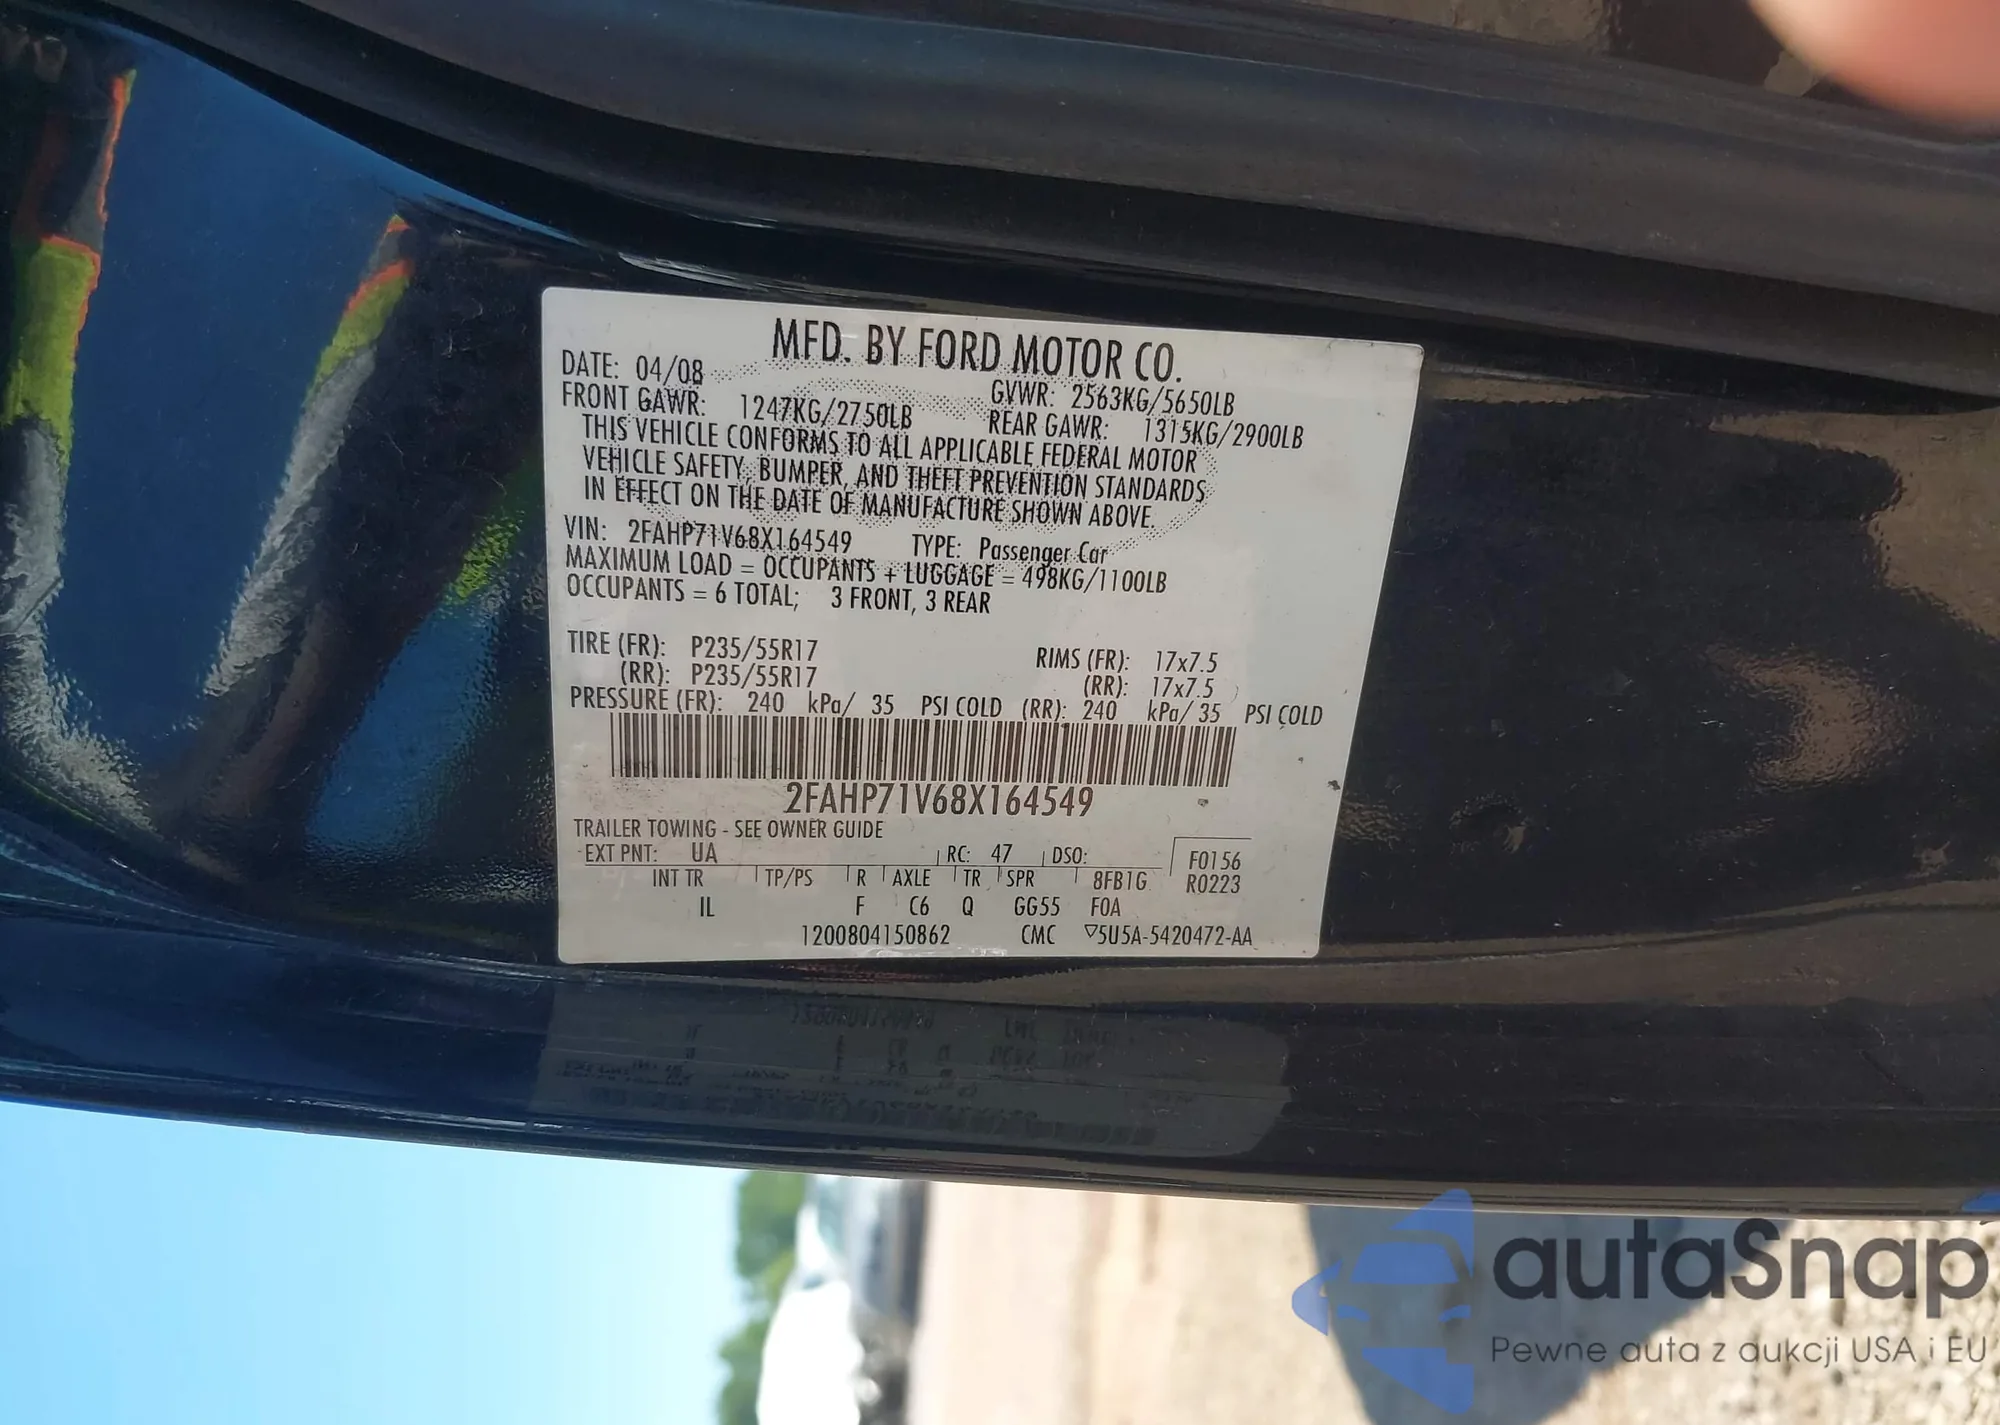 MFD. BY FORD MOTOR CO.
DATE: 04/08 GVWR: 2563KG/5650LB
FRONT GAWR: 1247KG/2750LB REAR GAWR: 1315KG/2900LB
THIS VEHICLE CONFORMS TO ALL APPLICABLE FEDERAL MOTOR
VEHICLE SAFETY, BUMPER, AND THEFT PREVENTION STANDARDS
IN EFFECT ON THE DATE OF MANUFACTURE SHOWN ABOVE.
VIN: 2FAHP71V68X164549 TYPE: Passenger Car
MAXIMUM LOAD = OCCUPANTS + LUGGAGE = 498KG/1100LB
OCCUPANTS = 6 TOTAL; 3 FRONT, 3 REAR
TIRE (FR): P235/55R17 RIMS (FR): 17x7.5
(RR): P235/55R17 (RR): 17x7.5
PRESSURE (FR): 240 kPa/ 35 PSI COLD (RR): 240 kPa/ 35 PSI COLD
2FAHP71V68X164549
TRAILER TOWING - SEE OWNER GUIDE
EXT PNT: UA RC: 47 DSO: F0156
INT TR TP/PS R AXLE TR SPR 8FB1G R0223
IL F C6 Q GG55 F0A
1200804150862 CMC ▽5U5A-5420472-AA
autaSnap
Pewne auta z aukcji USA i EU